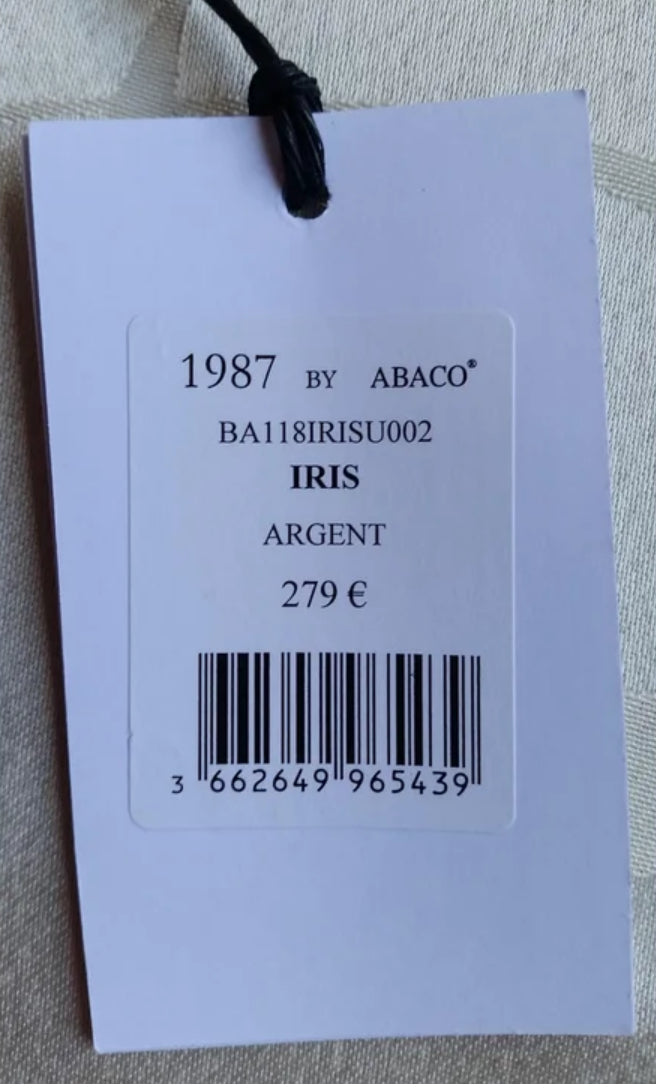 1987 BY ABACO®
BA118IRISU002
IRIS
ARGENT
279 €
3 662649 965439